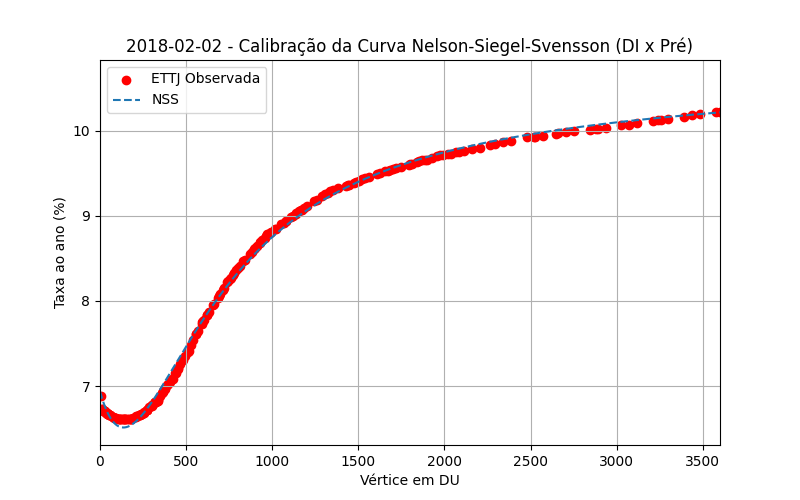 2018-02-02 - Calibração da Curva Nelson-Siegel-Svensson (DI x Pré)
ETTJ Observada
NSS
Taxa ao ano (%)
10
9
8
7
0 500 1000 1500 2000 2500 3000 3500
Vértice em DU